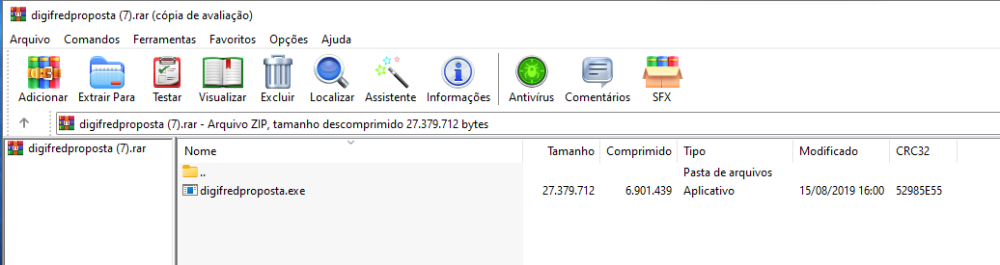 digifredproposta (7).rar (cópia de avaliação)
Arquivo Comandos Ferramentas Favoritos Opções Ajuda
Adicionar Extrair Para Testar Visualizar Excluir Localizar Assistente Informações Antivírus Comentários SFX
digifredproposta (7).rar - Arquivo ZIP, tamanho descomprimido 27.379.712 bytes
digifredproposta (7).rar
Nome Tamanho Comprimido Tipo Modificado CRC32
.. Pasta de arquivos
digifredproposta.exe 27.379.712 6.901.439 Aplicativo 15/08/2019 16:00 52985E55